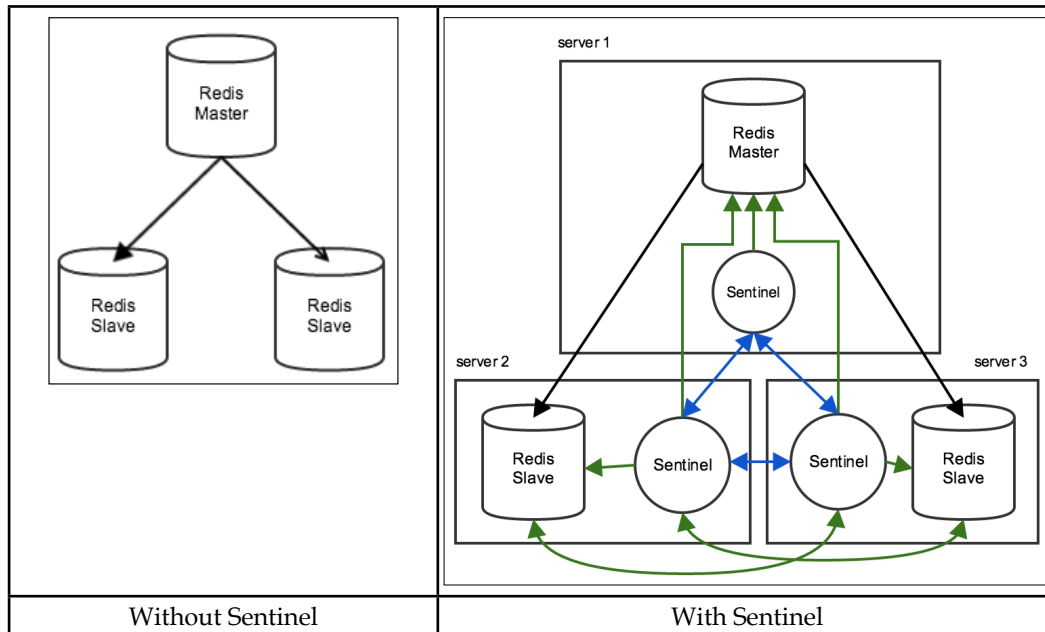 Redis
Master
Redis
Slave
Redis
Slave
Without Sentinel
server 1
Redis
Master
Sentinel
server 2
server 3
Redis
Slave
Sentinel
Sentinel
Redis
Slave
With Sentinel